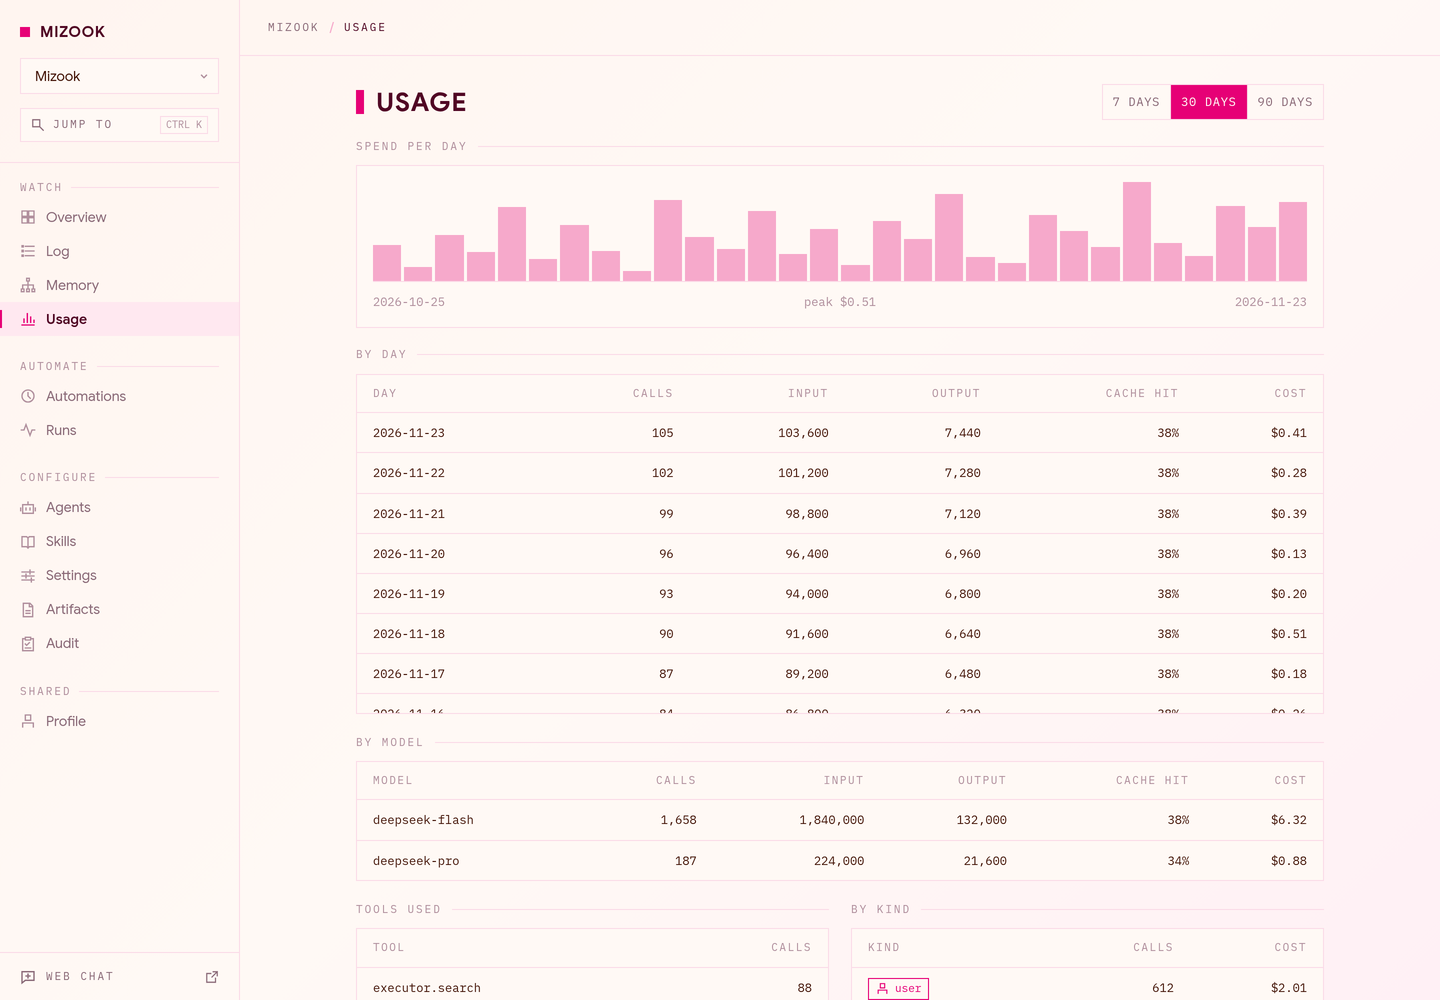 MIZOOK
Mizook
JUMP TO CTRL K
WATCH
Overview
Log
Memory
Usage
AUTOMATE
Automations
Runs
CONFIGURE
Agents
Skills
Settings
Artifacts
Audit
SHARED
Profile
WEB CHAT
MIZOOK / USAGE
USAGE
7 DAYS 30 DAYS 90 DAYS
SPEND PER DAY
2026-10-25 peak $0.51 2026-11-23
BY DAY
DAY CALLS INPUT OUTPUT CACHE HIT COST
2026-11-23 105 103,600 7,440 38% $0.41
2026-11-22 102 101,200 7,280 38% $0.28
2026-11-21 99 98,800 7,120 38% $0.39
2026-11-20 96 96,400 6,960 38% $0.13
2026-11-19 93 94,000 6,800 38% $0.20
2026-11-18 90 91,600 6,640 38% $0.51
2026-11-17 87 89,200 6,480 38% $0.18
BY MODEL
MODEL CALLS INPUT OUTPUT CACHE HIT COST
deepseek-flash 1,658 1,840,000 132,000 38% $6.32
deepseek-pro 187 224,000 21,600 34% $0.88
TOOLS USED
TOOL CALLS
executor.search 88
BY KIND
KIND CALLS COST
user 612 $2.01